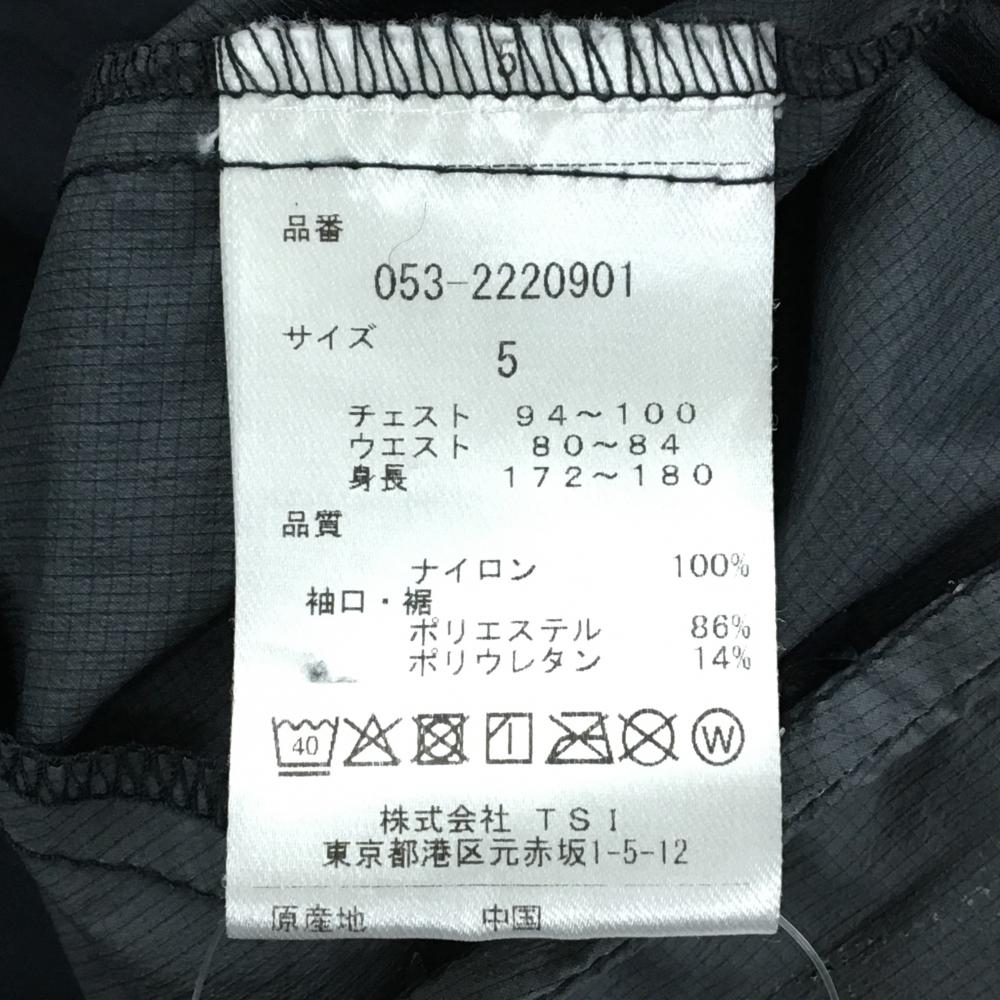 5
品番
053-2220901
サイズ
5
チェスト 94～100
ウエスト 80～84
身長 172～180
品質
ナイロン 100%
袖口・裾
ポリエステル 86%
ポリウレタン 14%
40
W
株式会社 TSI
東京都港区元赤坂1-5-12
原産地 中国